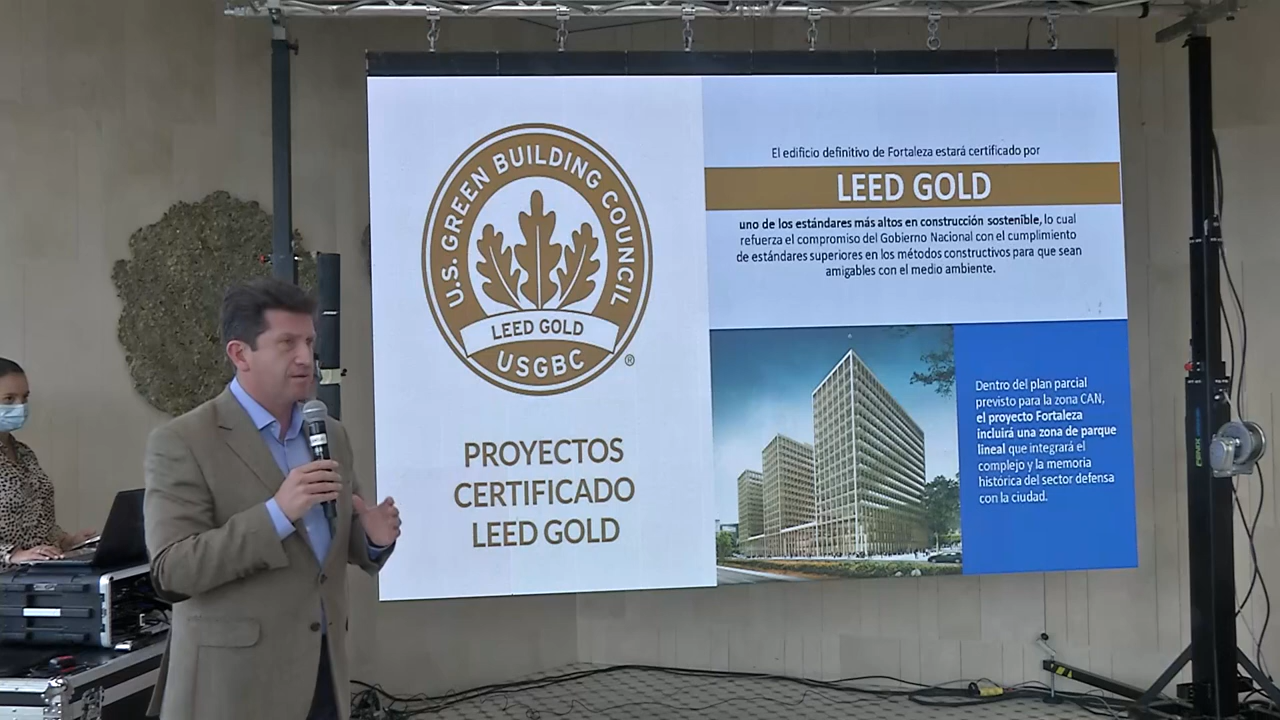 U.S. GREEN BUILDING COUNCIL
LEED GOLD
USGBC
®
PROYECTOS
CERTIFICADO
LEED GOLD
El edificio definitivo de Fortaleza estará certificado por
LEED GOLD
uno de los estándares más altos en construcción sostenible, lo cual
refuerza el compromiso del Gobierno Nacional con el cumplimiento
de estándares superiores en los métodos constructivos para que sean
amigables con el medio ambiente.
Dentro del plan parcial
previsto para la zona CAN,
el proyecto Fortaleza
incluirá una zona de parque
lineal que integrará el
complejo y la memoria
histórica del sector defensa
con la ciudad.